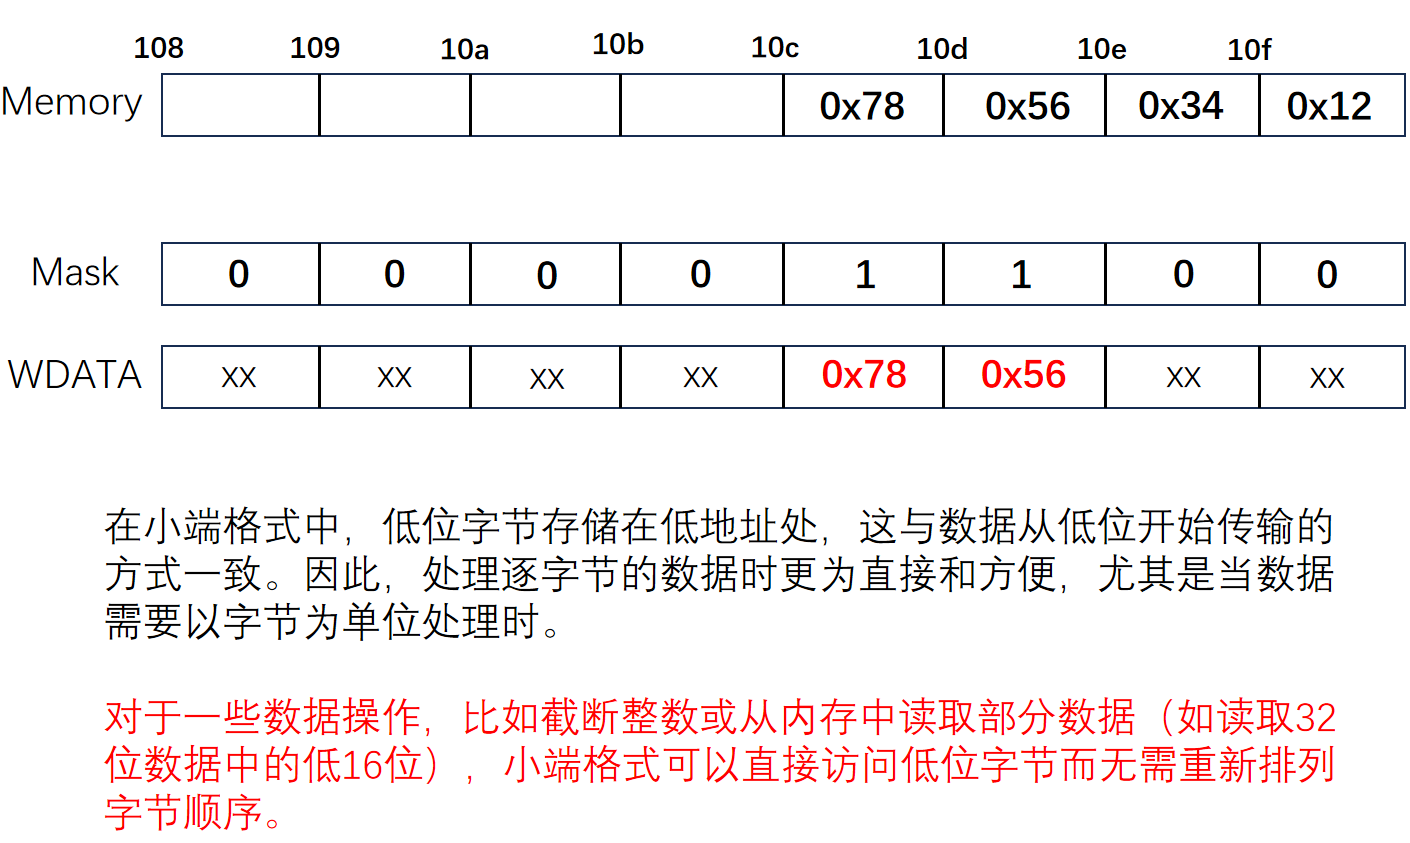 108 109 10a 10b 10c 10d 10e 10f
Memory 0x78 0x56 0x34 0x12
Mask 0 0 0 0 1 1 0 0
WDATA XX XX XX XX 0x78 0x56 XX XX
在小端格式中，低位字节存储在低地址处，这与数据从低位开始传输的
方式一致。因此，处理逐字节的数据时更为直接和方便，尤其是当数据
需要以字节为单位处理时。
对于一些数据操作，比如截断整数或从内存中读取部分数据（如读取32
位数据中的低16位），小端格式可以直接访问低位字节而无需重新排列
字节顺序。